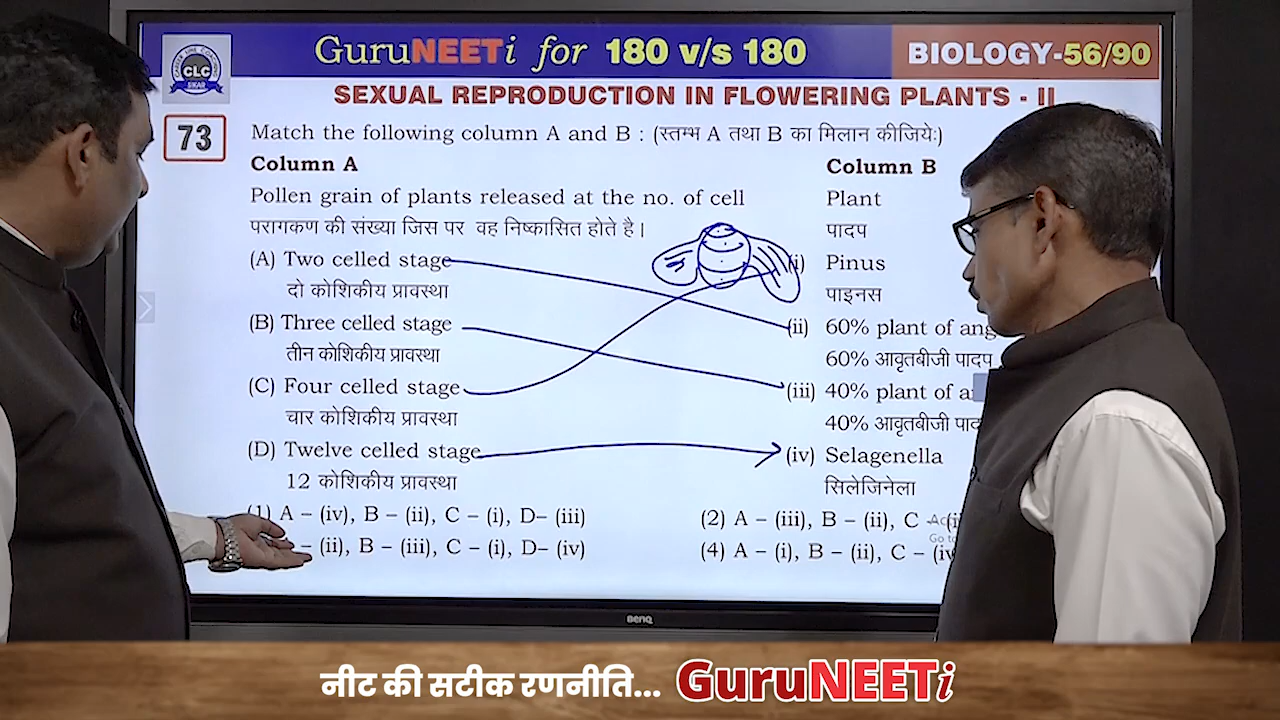 GuruNEETi for 180 v/s 180
BIOLOGY-56/90
CLC
SIKAR
SEXUAL REPRODUCTION IN FLOWERING PLANTS - II
73
Match the following column A and B : (स्तम्भ A तथा B का मिलान कीजियेः)
Column A
Column B
Pollen grain of plants released at the no. of cell
Plant
परागकण की संख्या जिस पर वह निष्कासित होते है।
पादप
(A) Two celled stage
(i) Pinus
दो कोशिकीय प्रावस्था
पाइनस
(B) Three celled stage
(ii) 60% plant of ang
तीन कोशिकीय प्रावस्था
60% आवृतबीजी पादप
(C) Four celled stage
(iii) 40% plant of
चार कोशिकीय प्रावस्था
40% आवृतबीजी
(D) Twelve celled stage
(iv) Selagenella
12 कोशिकीय प्रावस्था
सिलेजिनेला
(1) A – (iv), B – (ii), C – (i), D– (iii)
(2) A – (iii), B – (ii), C –
– (ii), B – (iii), C – (i), D– (iv)
(4) A – (i), B – (ii), C – (iv
BenQ
नीट की सटीक रणनीति... GuruNEETi